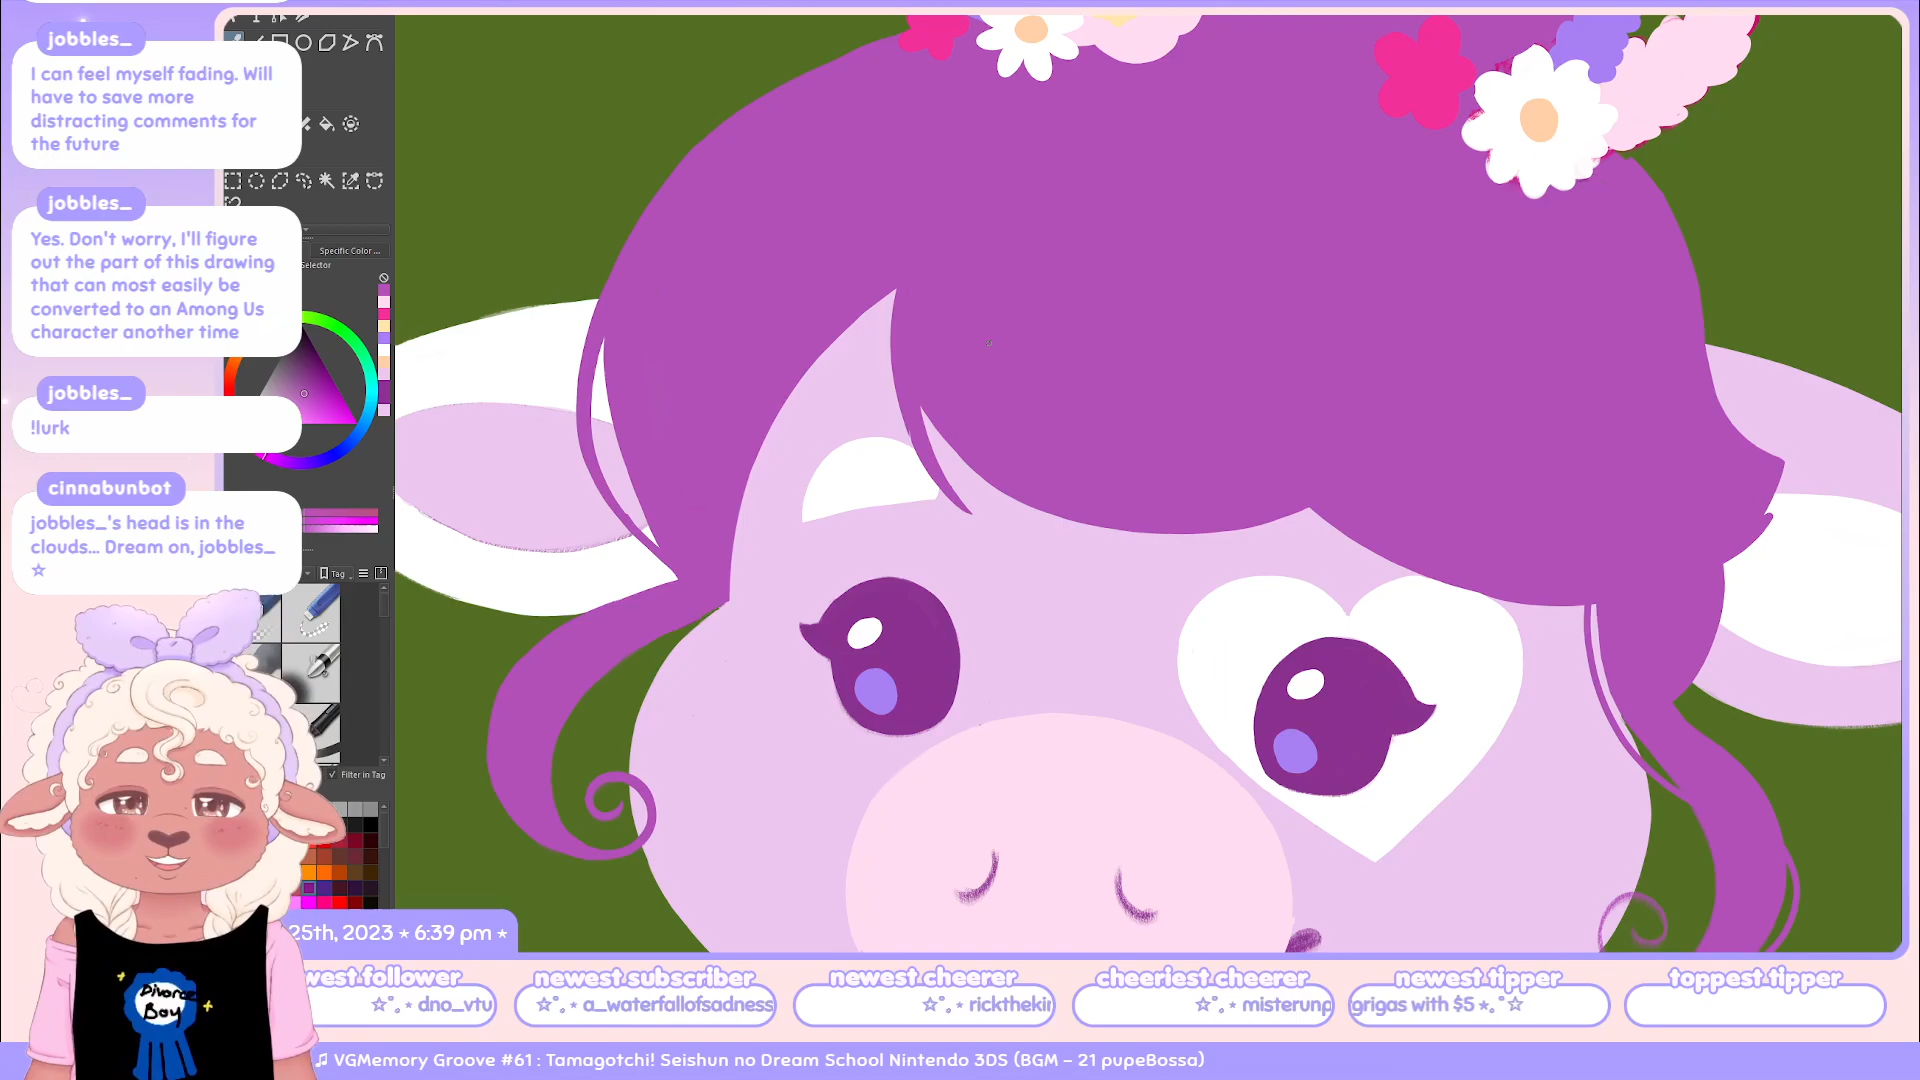 jobbles_
I can feel myself fading. Will
have to save more
distracting comments for
the future
jobbles_
Yes. Don't worry, I'll figure
out the part of this drawing
that can most easily be
converted to an Among Us
character another time
jobbles_
!lurk
cinnabunbot
jobbles_'s head is in the
clouds... Dream on, jobbles_
☆
Specific Color ...
Selector
Tag
Filter in Tag
Divorce
Boy
25th, 2023 ⋆ 6:39 pm ⋆
west follower
☆˚｡⋆ dno_vtu
newest subscriber
☆˚｡⋆ a_waterfallofsadness
newest cheerer
☆˚｡⋆ rickthekin
cheeriest cheerer
☆˚｡⋆ misterunp
newest tipper
grigas with $5 ⋆｡˚☆
toppest tipper
♫ VGMemory Groove #61 : Tamagotchi! Seishun no Dream School Nintendo 3DS (BGM - 21 pupeBossa)